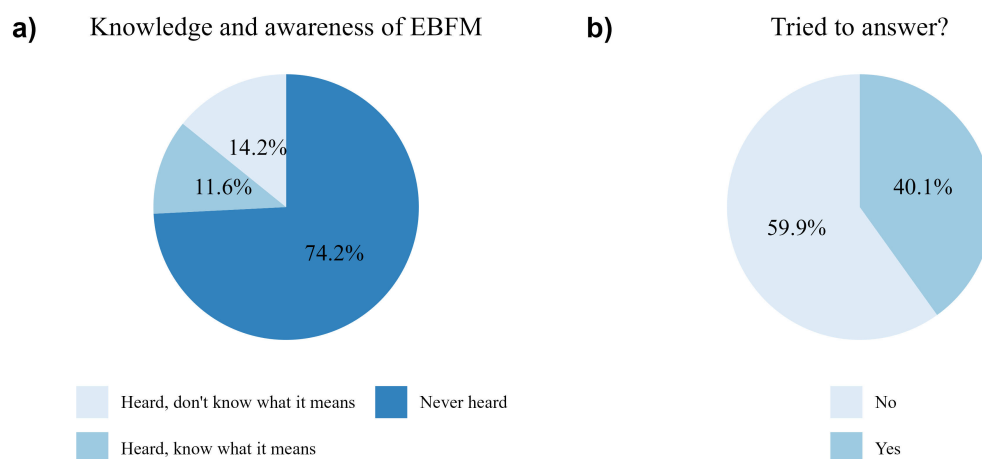 a) Knowledge and awareness of EBFM
14.2%
11.6%
74.2%
Heard, don't know what it means
Never heard
Heard, know what it means
b) Tried to answer?
40.1%
59.9%
No
Yes